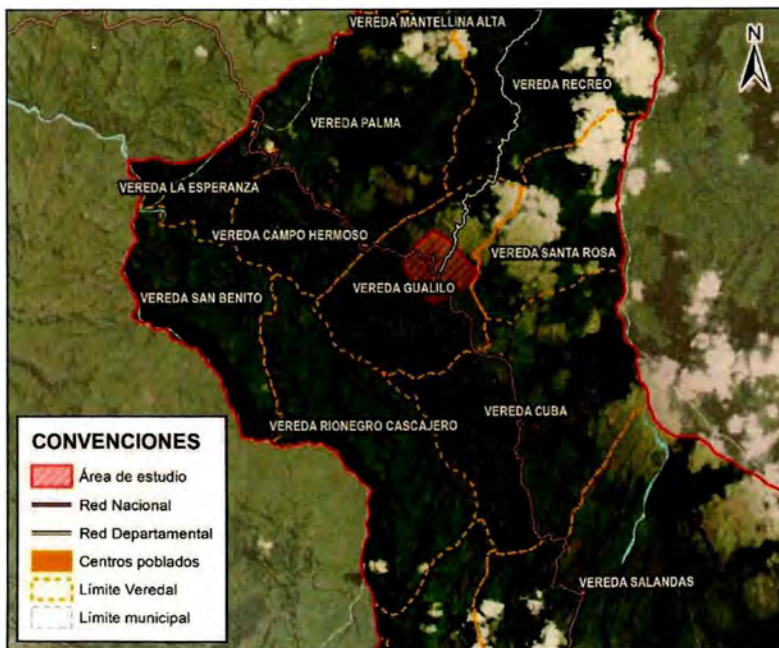 VEREDA MANTELLINA ALTA
N
VEREDA RECREO
VEREDA PALMA
VEREDA LA ESPERANZA
VEREDA CAMPO HERMOSO
VEREDA SANTA ROSA
VEREDA GUALILO
VEREDA SAN BENITO
VEREDA CUBA
VEREDA RIONEGRO CASCAJERO
VEREDA SALANDAS
CONVENCIONES
Área de estudio
Red Nacional
Red Departamental
Centros poblados
Límite Veredal
Límite municipal